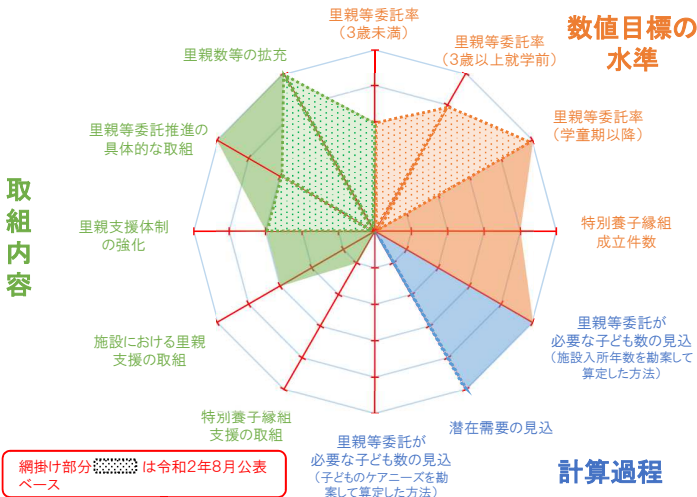 里親等委託率
（3歳未満）
数値目標の
水準
里親等委託率
（3歳以上就学前）
里親等委託率
（学童期以降）
特別養子縁組
成立件数
里親等委託が
必要な子ども数の見込
（施設入所年数を勘案して
算定した方法）
潜在需要の見込
計算過程
里親等委託が
必要な子ども数の見込
（子どものケアニーズを勘
案して算定した方法）
特別養子縁組
支援の取組
施設における里親
支援の取組
里親支援体制
の強化
里親等委託推進の
具体的な取組
里親数等の拡充
取
組
内
容
網掛け部分 は令和2年8月公表
ベース